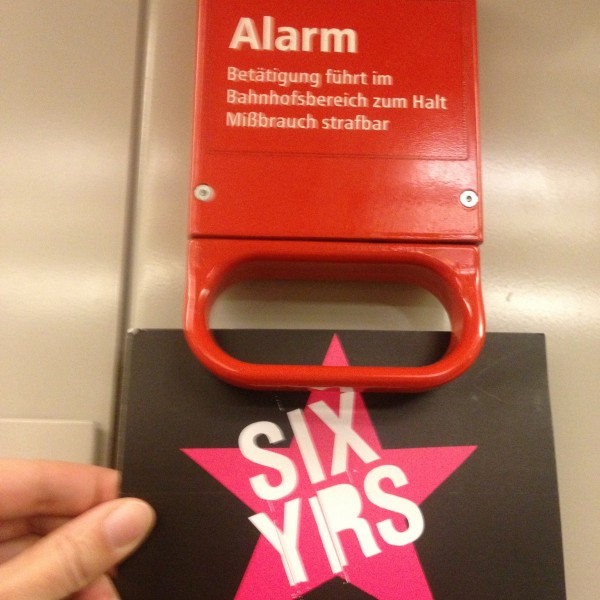 Alarm
Betätigung führt im
Bahnhofsbereich zum Halt
Mißbrauch strafbar
SIX
YRS